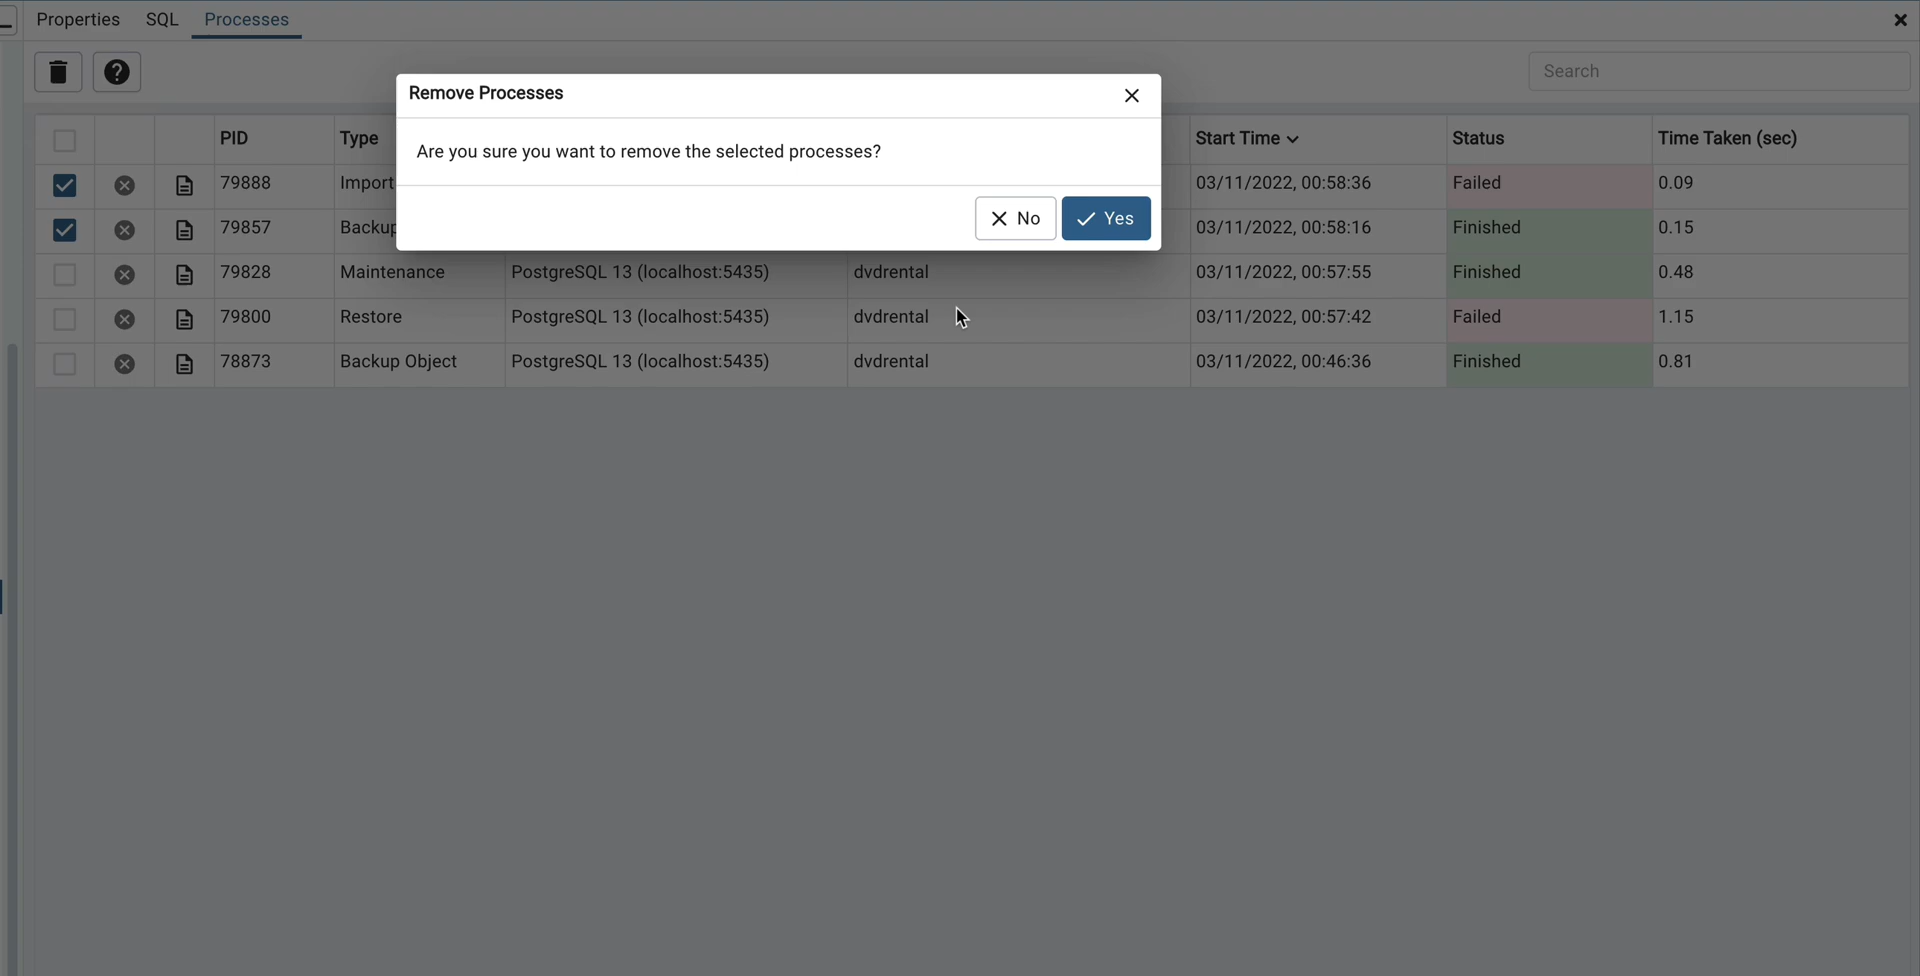 Properties SQL Processes
Search
Remove Processes
Are you sure you want to remove the selected processes?
No Yes
PID Type Start Time Status Time Taken (sec)
79888 Import 03/11/2022, 00:58:36 Failed 0.09
79857 Backup 03/11/2022, 00:58:16 Finished 0.15
79828 Maintenance PostgreSQL 13 (localhost:5435) dvdrental 03/11/2022, 00:57:55 Finished 0.48
79800 Restore PostgreSQL 13 (localhost:5435) dvdrental 03/11/2022, 00:57:42 Failed 1.15
78873 Backup Object PostgreSQL 13 (localhost:5435) dvdrental 03/11/2022, 00:46:36 Finished 0.81